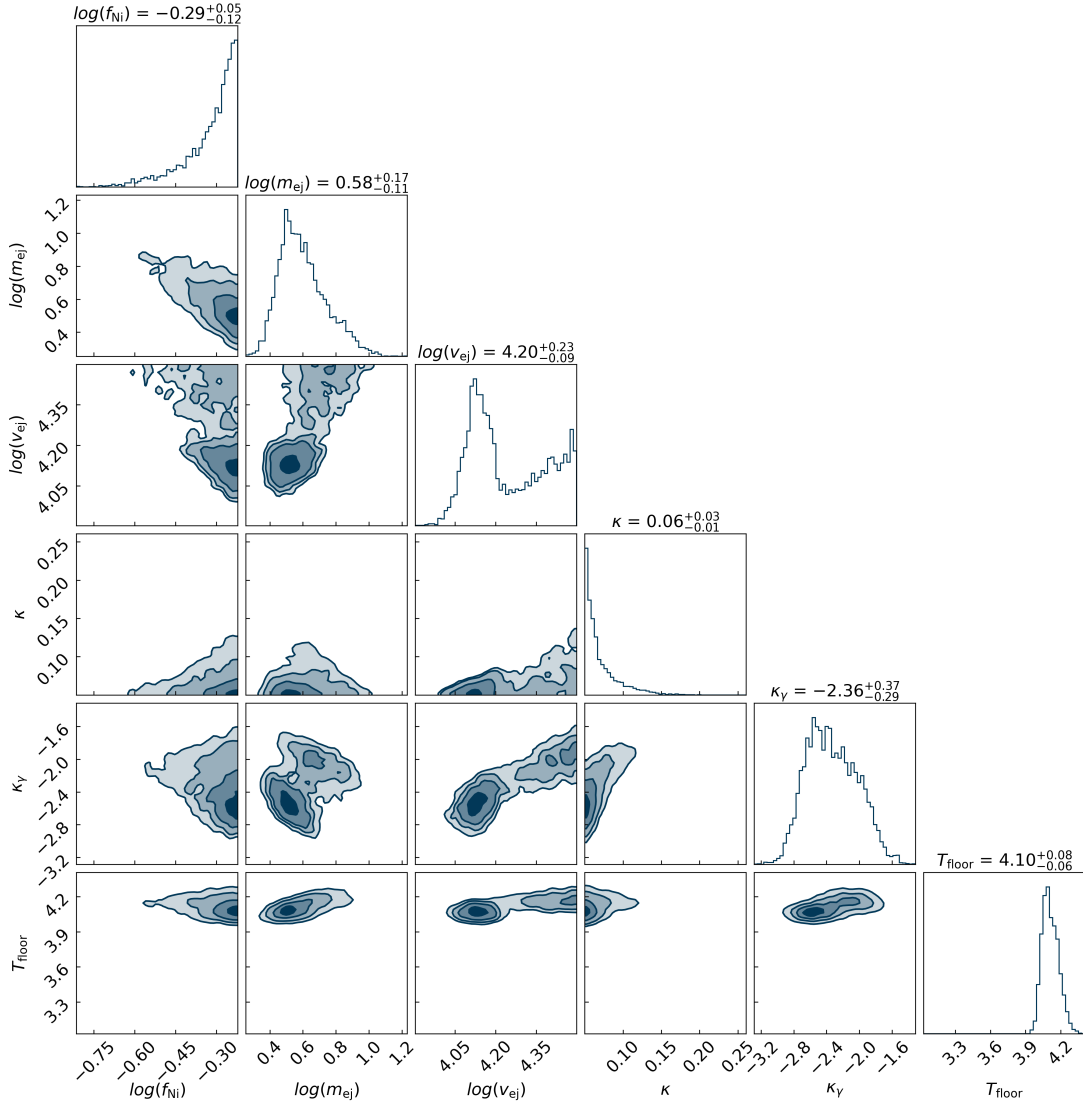 log(f_Ni) = −0.29^{+0.05}_{−0.12}
log(m_ej) = 0.58^{+0.17}_{−0.11}
1.2
1.0
0.8
0.6
0.4
log(m_ej)
log(v_ej) = 4.20^{+0.23}_{−0.09}
4.35
4.20
4.05
log(v_ej)
κ = 0.06^{+0.03}_{−0.01}
0.25
0.20
0.15
0.10
κ
κ_γ = −2.36^{+0.37}_{−0.29}
−1.6
−2.0
−2.4
−2.8
−3.2
κ_γ
T_floor = 4.10^{+0.08}_{−0.06}
4.2
3.9
3.6
3.3
T_floor
−0.75 −0.60 −0.45 −0.30 0.4 0.6 0.8 1.0 1.2 4.05 4.20 4.35 0.10 0.15 0.20 0.25 −3.2 −2.8 −2.4 −2.0 −1.6 3.3 3.6 3.9 4.2
log(f_Ni) log(m_ej) log(v_ej) κ κ_γ T_floor